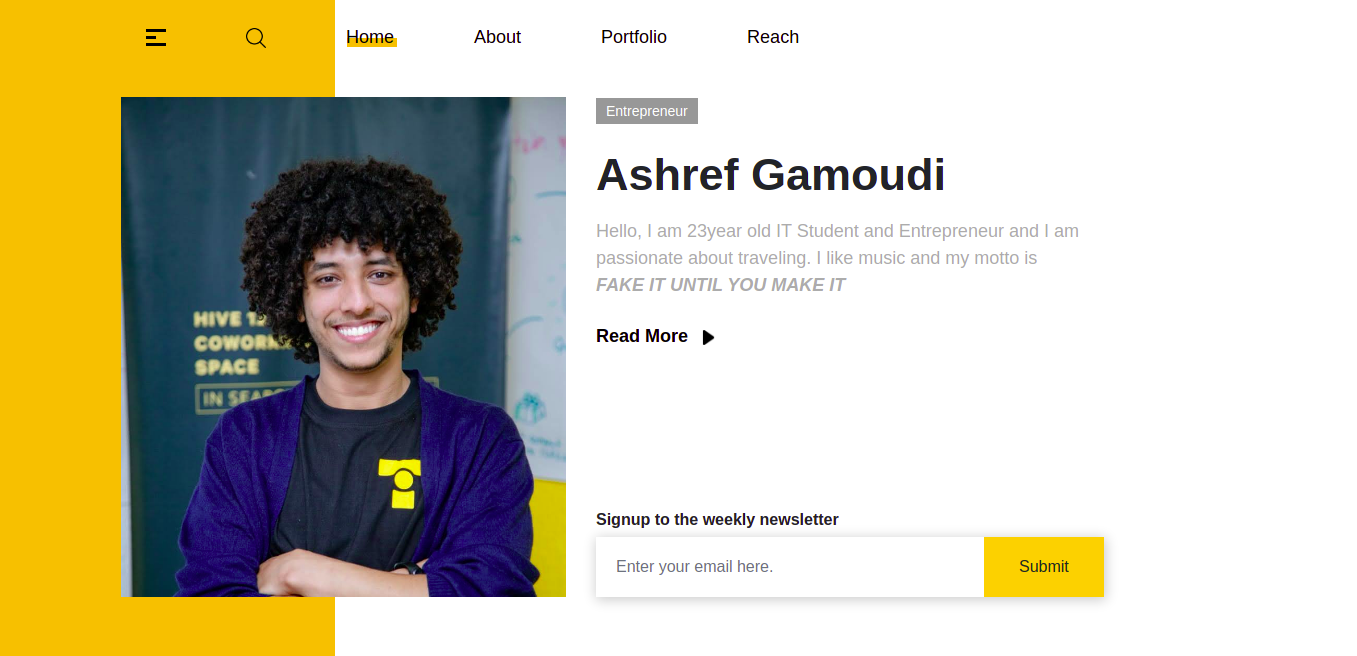 Home About Portfolio Reach
Entrepreneur
Ashref Gamoudi
Hello, I am 23year old IT Student and Entrepreneur and I am
passionate about traveling. I like music and my motto is
FAKE IT UNTIL YOU MAKE IT
Read More
HIVE 12
COWORK
SPACE
IN SEAR
Signup to the weekly newsletter
Enter your email here. Submit